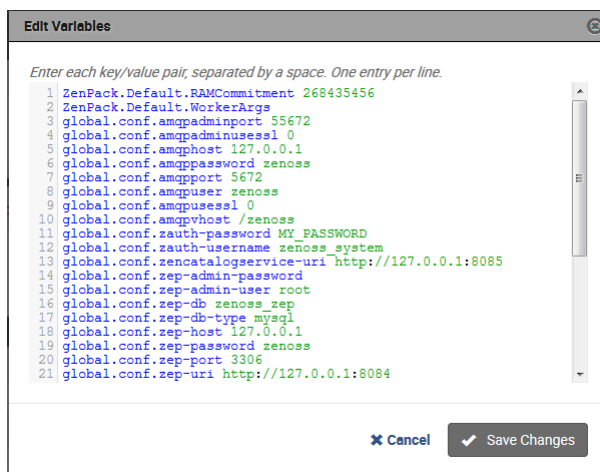 Edit Variables
Enter each key/value pair, separated by a space. One entry per line.
1 ZenPack.Default.RAMCommitment 268435456
2 ZenPack.Default.WorkerArgs
3 global.conf.amqpadminport 55672
4 global.conf.amqpadminusessl 0
5 global.conf.amqphost 127.0.0.1
6 global.conf.amqppassword zenoss
7 global.conf.amqpport 5672
8 global.conf.amqpuser zenoss
9 global.conf.amqpusessl 0
10 global.conf.amqpvhost /zenoss
11 global.conf.zauth-password MY_PASSWORD
12 global.conf.zauth-username zenoss_system
13 global.conf.zencatalogservice-uri http://127.0.0.1:8085
14 global.conf.zep-admin-password
15 global.conf.zep-admin-user root
16 global.conf.zep-db zenoss_zep
17 global.conf.zep-db-type mysql
18 global.conf.zep-host 127.0.0.1
19 global.conf.zep-password zenoss
20 global.conf.zep-port 3306
21 global.conf.zep-uri http://127.0.0.1:8084
Cancel
Save Changes